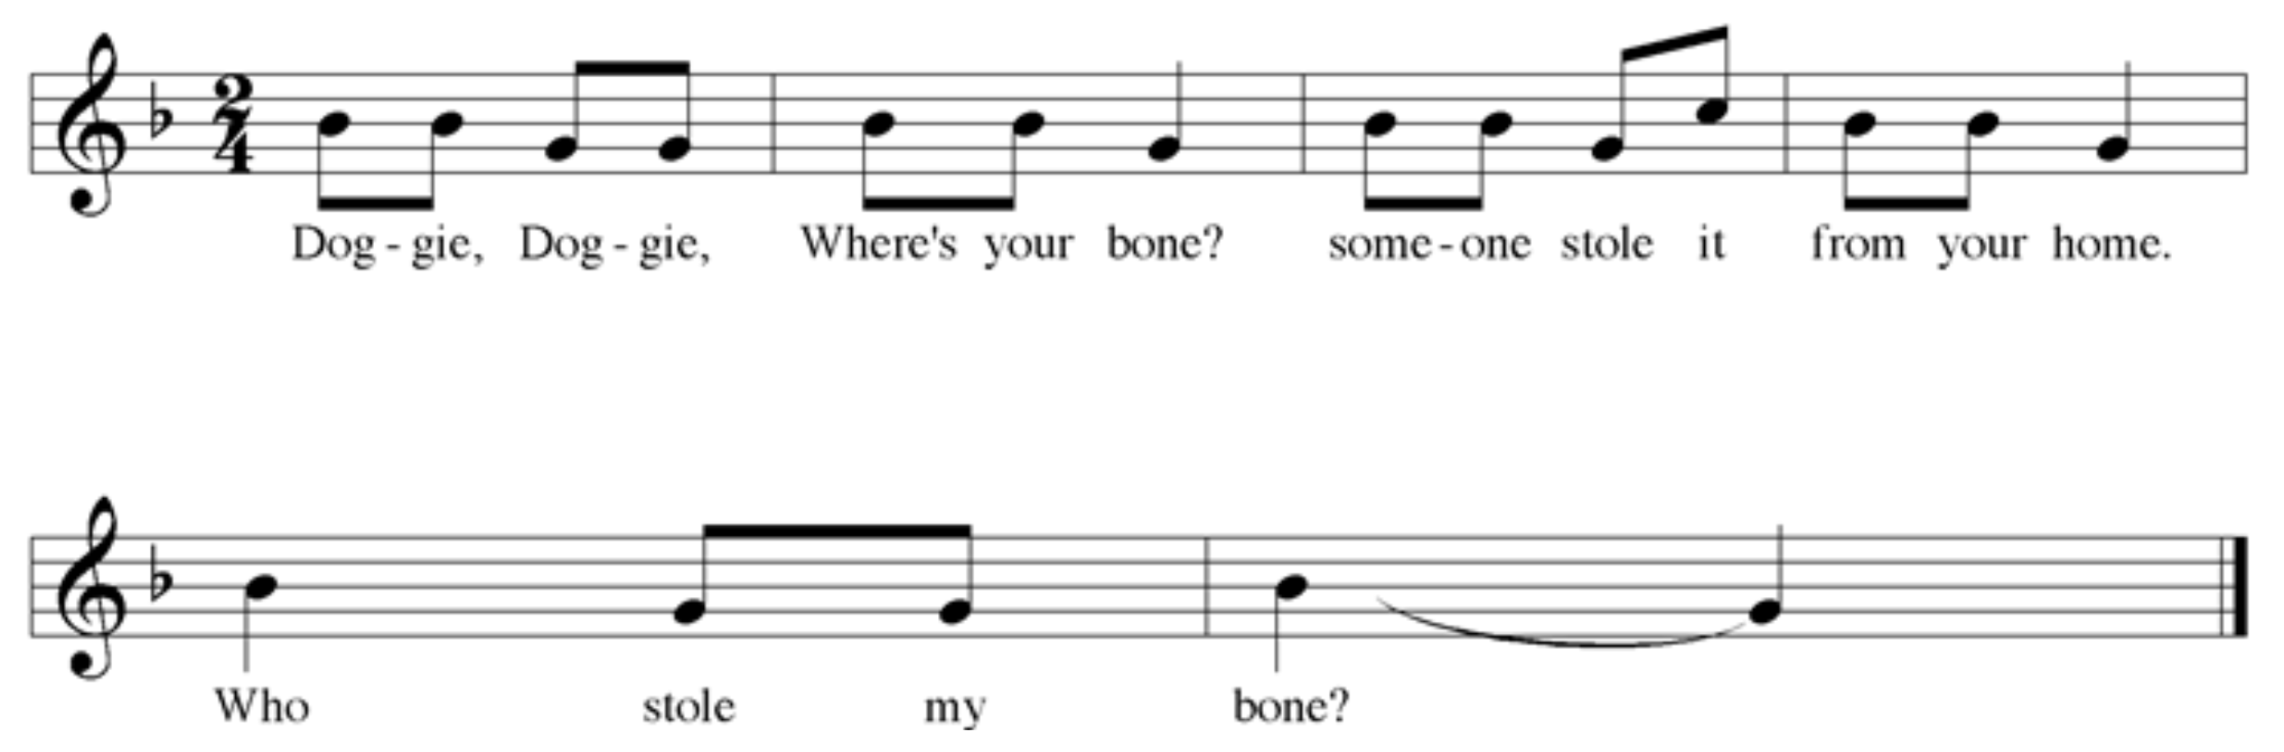 2
4
Dog - gie, Dog - gie, Where's your bone? some - one stole it from your home.
Who stole my bone?